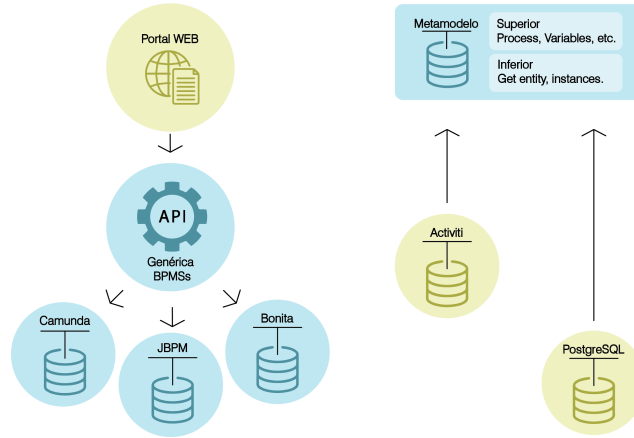 Portal WEB
API
Genérica
BPMSs
Camunda
JBPM
Bonita
Metamodelo
Superior
Process, Variables, etc.
Inferior
Get entity, instances.
Activiti
PostgreSQL